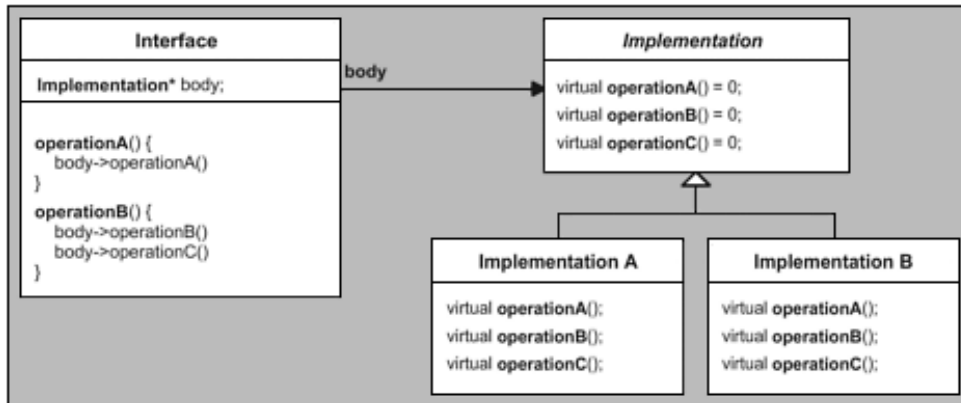 Interface
Implementation* body;
operationA() {
body->operationA()
}
operationB() {
body->operationB()
body->operationC()
}
body
Implementation
virtual operationA() = 0;
virtual operationB() = 0;
virtual operationC() = 0;
Implementation A
virtual operationA();
virtual operationB();
virtual operationC();
Implementation B
virtual operationA();
virtual operationB();
virtual operationC();